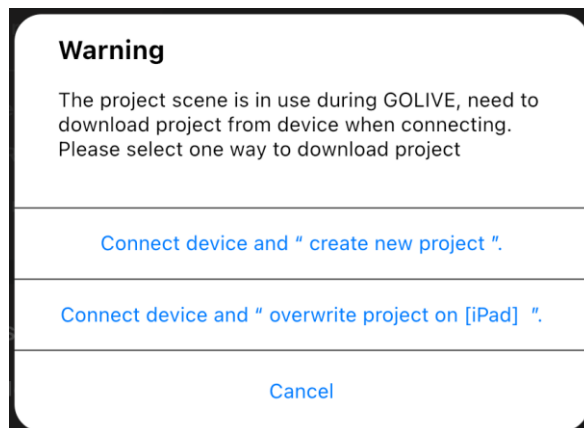 Warning
The project scene is in use during GOLIVE, need to
download project from device when connecting.
Please select one way to download project
Connect device and “ create new project ”.
Connect device and “ overwrite project on [iPad]  ”.
Cancel